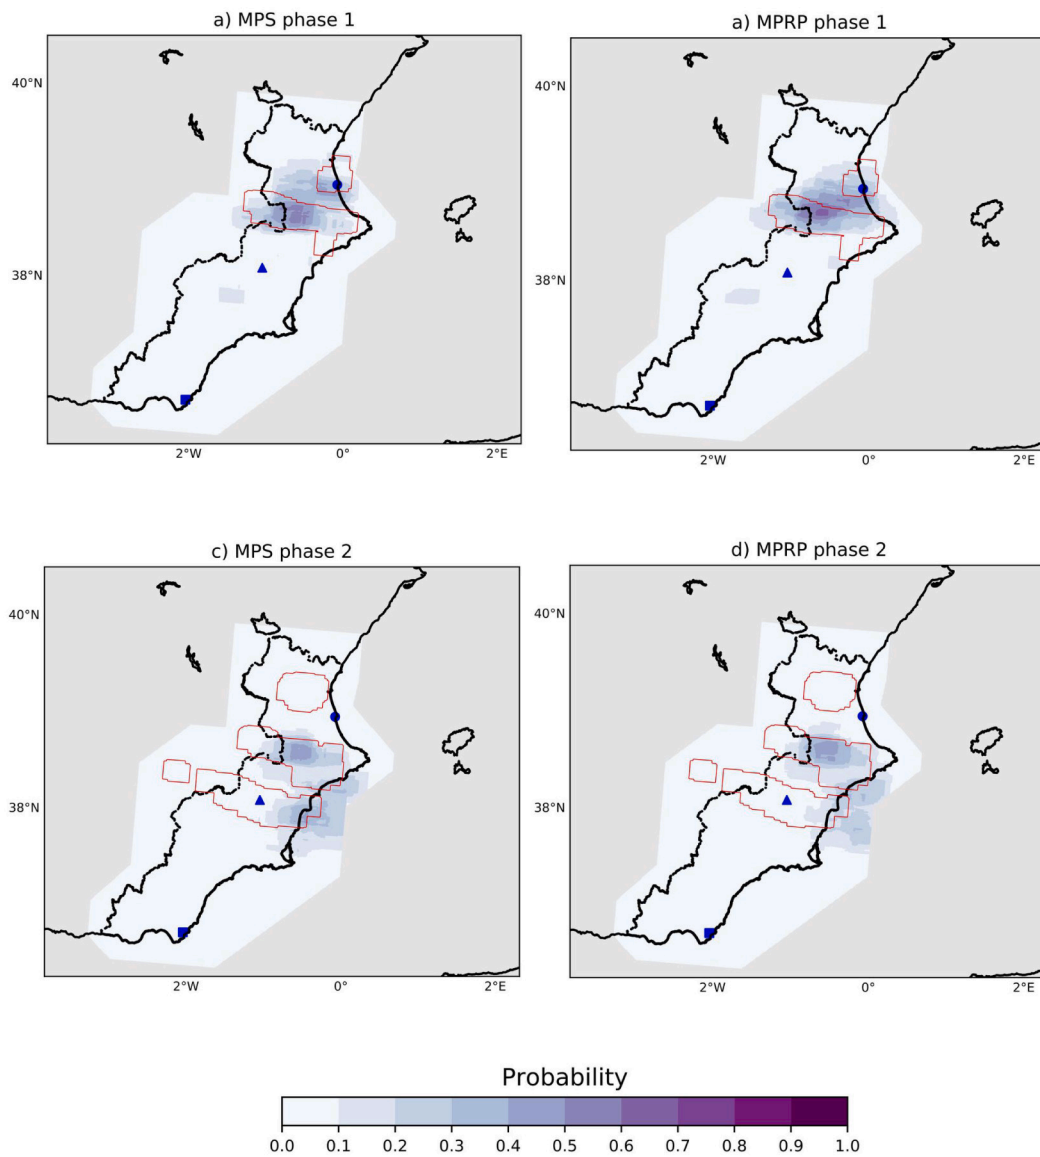 a) MPS phase 1
a) MPRP phase 1
40°N
38°N
2°W 0° 2°E
40°N
38°N
2°W 0° 2°E
c) MPS phase 2
d) MPRP phase 2
40°N
38°N
2°W 0° 2°E
40°N
38°N
2°W 0° 2°E
Probability
0.0 0.1 0.2 0.3 0.4 0.5 0.6 0.7 0.8 0.9 1.0